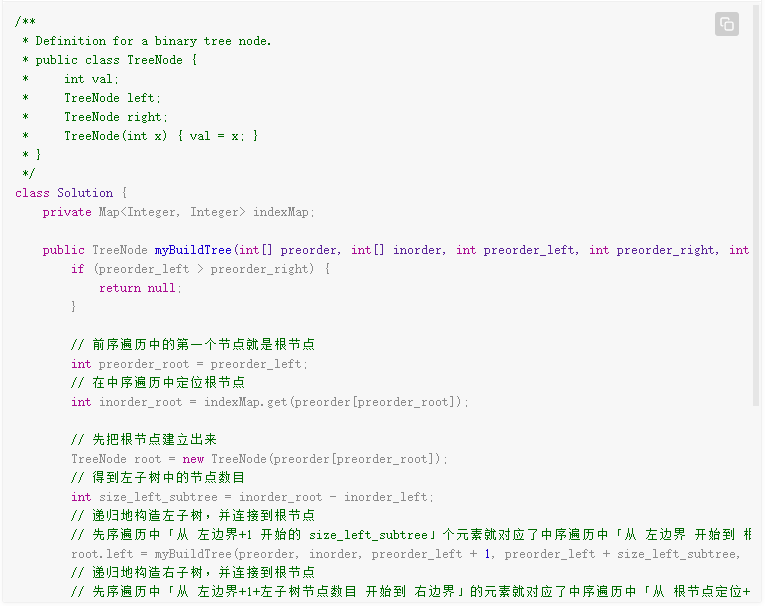 /**
 * Definition for a binary tree node.
 * public class TreeNode {
 *     int val;
 *     TreeNode left;
 *     TreeNode right;
 *     TreeNode(int x) { val = x; }
 * }
 */
class Solution {
    private Map<Integer, Integer> indexMap;

    public TreeNode myBuildTree(int[] preorder, int[] inorder, int preorder_left, int preorder_right, int
        if (preorder_left > preorder_right) {
            return null;
        }

        // 前序遍历中的第一个节点就是根节点
        int preorder_root = preorder_left;
        // 在中序遍历中定位根节点
        int inorder_root = indexMap.get(preorder[preorder_root]);

        // 先把根节点建立出来
        TreeNode root = new TreeNode(preorder[preorder_root]);
        // 得到左子树中的节点数目
        int size_left_subtree = inorder_root - inorder_left;
        // 递归地构造左子树，并连接到根节点
        // 先序遍历中「从 左边界+1 开始的 size_left_subtree」个元素就对应了中序遍历中「从 左边界 开始到 根
        root.left = myBuildTree(preorder, inorder, preorder_left + 1, preorder_left + size_left_subtree,
        // 递归地构造右子树，并连接到根节点
        // 先序遍历中「从 左边界+1+左子树节点数目 开始到 右边界」的元素就对应了中序遍历中「从 根节点定位+